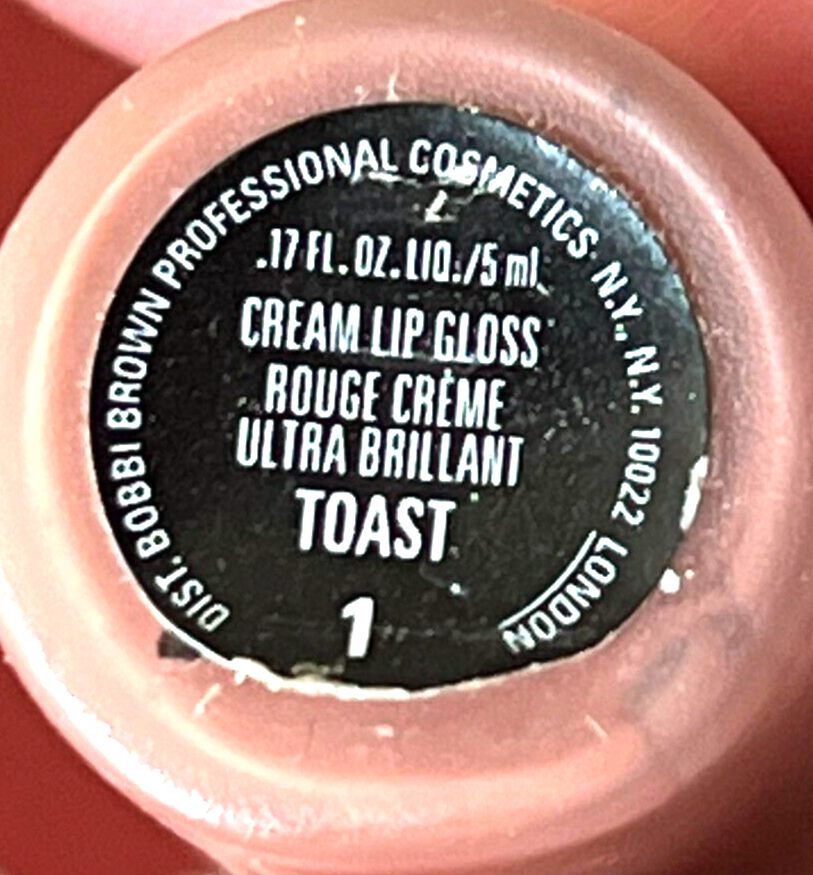 DIST. BOBBI BROWN PROFESSIONAL COSMETICS N.Y., N.Y. 10022 LONDON
.17 FL. OZ. LIQ./5 ml.
CREAM LIP GLOSS
ROUGE CRÈME
ULTRA BRILLANT
TOAST
1